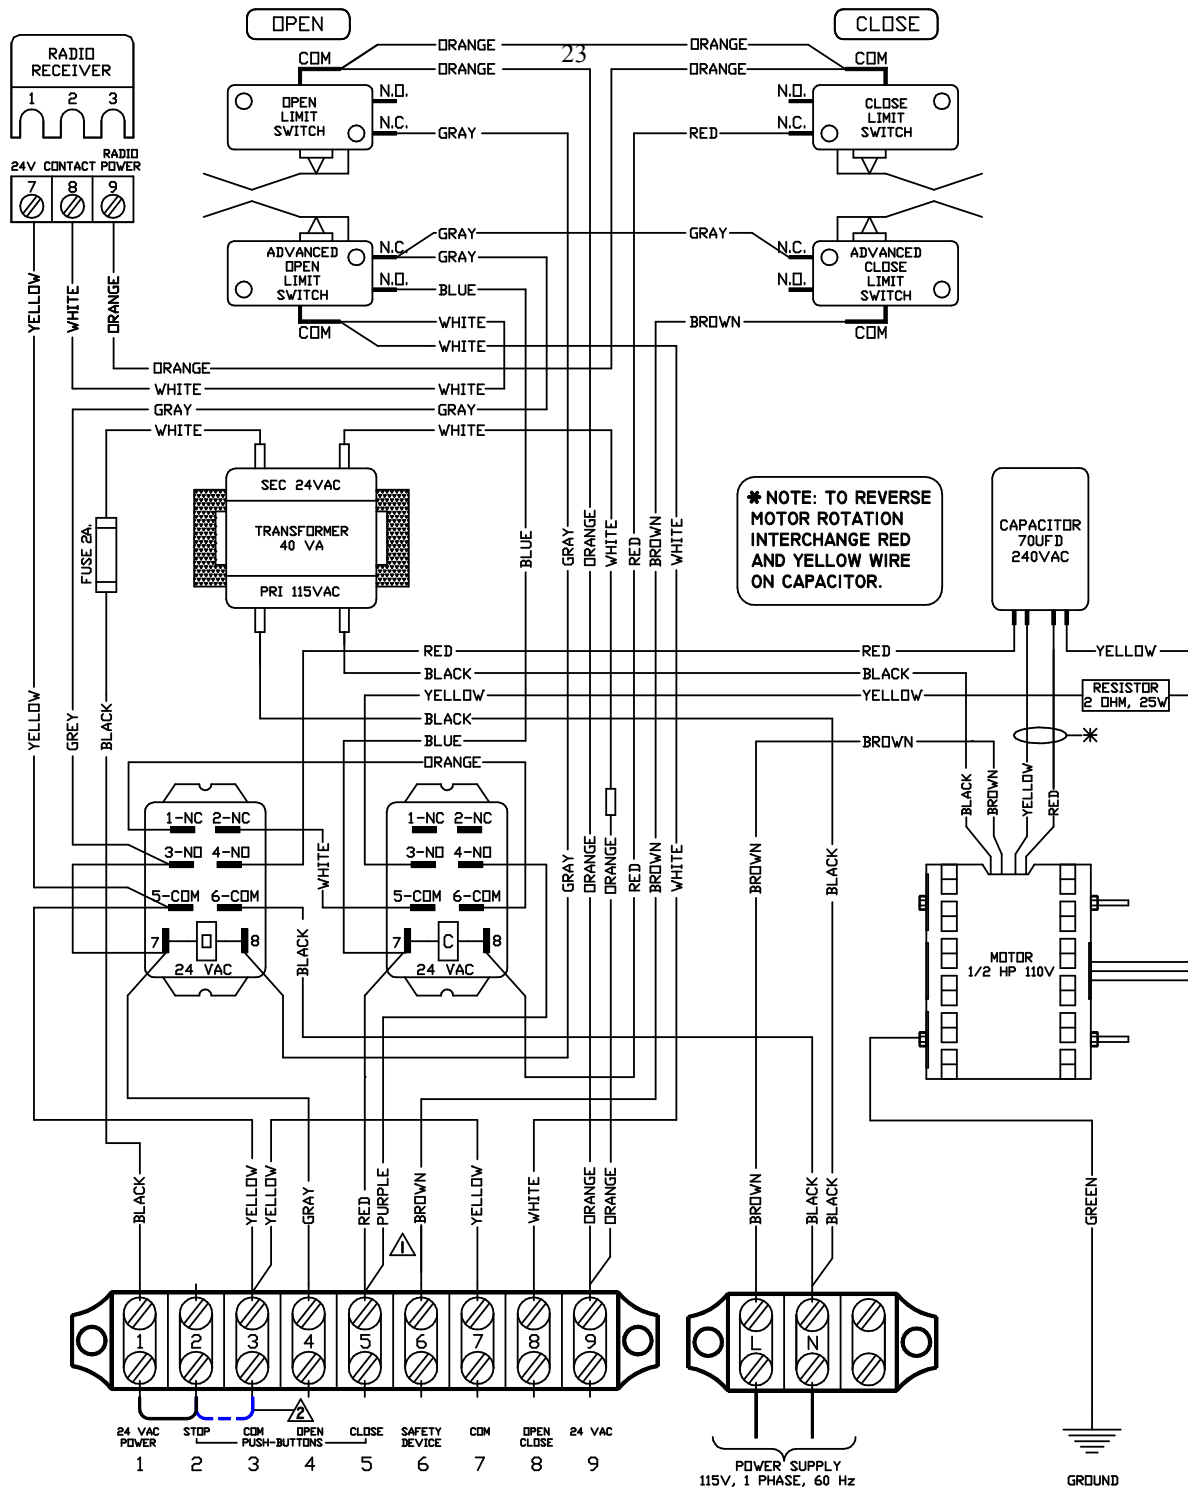 OPEN
CLOSE
23
RADIO
RECEIVER
1 2 3
24V CONTACT RADIO
POWER
7 8 9
COM
ORANGE
ORANGE
ORANGE
ORANGE
COM
OPEN
LIMIT
SWITCH
N.O.
N.C.
GRAY
RED
N.O.
N.C.
CLOSE
LIMIT
SWITCH
ADVANCED
OPEN
LIMIT
SWITCH
N.C.
N.O.
COM
GRAY
GRAY
GRAY
BLUE
WHITE
WHITE
BROWN
N.C.
N.O.
ADVANCED
CLOSE
LIMIT
SWITCH
COM
YELLOW
WHITE
ORANGE
ORANGE
WHITE
WHITE
GRAY
GRAY
WHITE
WHITE
SEC 24VAC
TRANSFORMER
40 VA
PRI 115VAC
FUSE 2A.
BLUE
GRAY
ORANGE
WHITE
RED
BROWN
WHITE
* NOTE: TO REVERSE
MOTOR ROTATION
INTERCHANGE RED
AND YELLOW WIRE
ON CAPACITOR.
CAPACITOR
70UFD
240VAC
RED
RED
YELLOW
BLACK
BLACK
YELLOW
YELLOW
RESISTOR
2 OHM, 25W
BLACK
BLUE
BROWN
*
ORANGE
YELLOW
GREY
BLACK
BLACK
BROWN
YELLOW
RED
1-NC 2-NC
3-NO 4-NO
5-COM 6-COM
7 O 8
24 VAC
WHITE
BLACK
1-NC 2-NC
3-NO 4-NO
5-COM 6-COM
7 C 8
24 VAC
GRAY
ORANGE
ORANGE
RED
BROWN
WHITE
BROWN
BLACK
MOTOR
1/2 HP 110V
BLACK
YELLOW
YELLOW
GRAY
RED
PURPLE
BROWN
YELLOW
WHITE
ORANGE
ORANGE
BROWN
BLACK
BLACK
GREEN
1
1 2 3 4 5 6 7 8 9
L N
2
24 VAC
POWER
STOP
COM
OPEN
CLOSE
PUSH-BUTTONS
SAFETY
DEVICE
COM
OPEN
CLOSE
24 VAC
1 2 3 4 5 6 7 8 9
POWER SUPPLY
115V, 1 PHASE, 60 Hz
GROUND